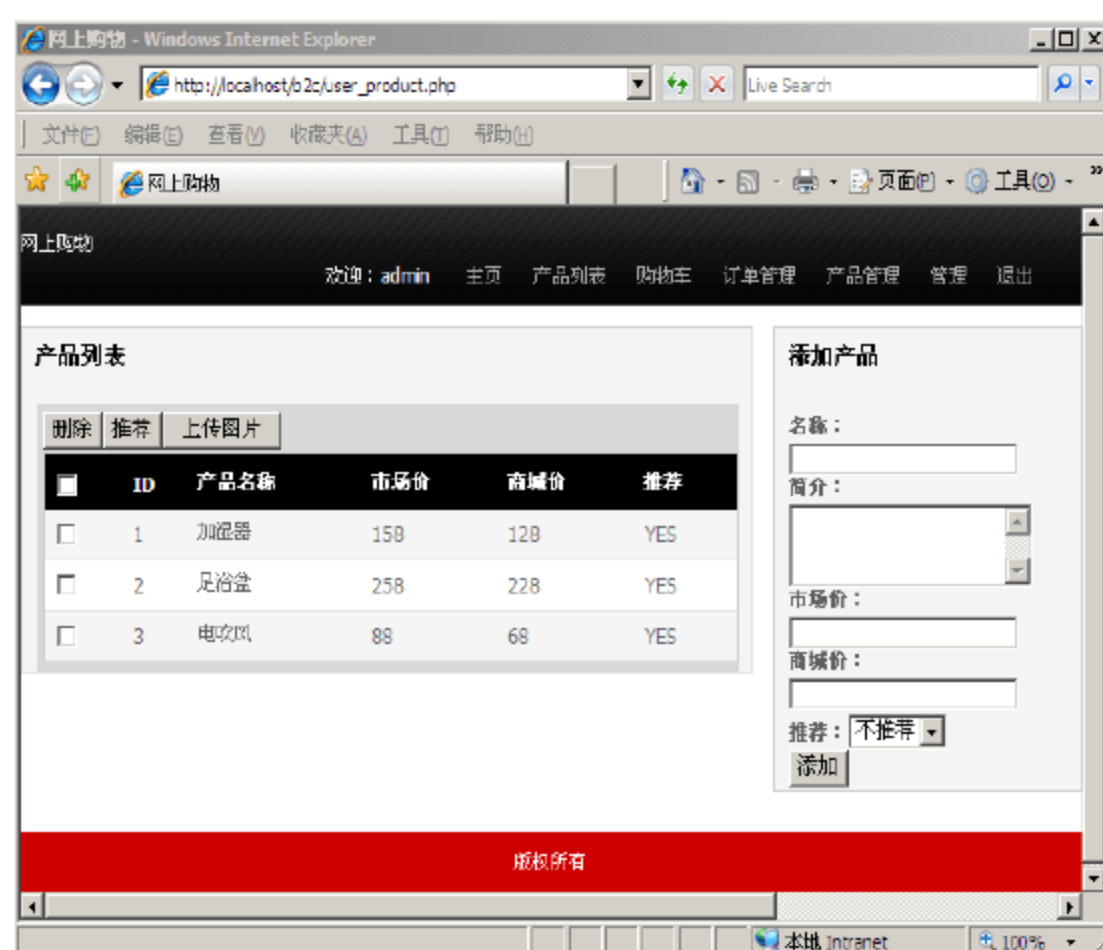 网上购物 - Windows Internet Explorer
http://localhost/b2c/user_product.php
Live Search
文件(F) 编辑(E) 查看(V) 收藏夹(A) 工具(T) 帮助(H)
网上购物
页面(P) 工具(O)
网上购物
欢迎：admin 主页 产品列表 购物车 订单管理 产品管理 管理 退出
产品列表
删除 推荐 上传图片
ID 产品名称 市场价 商城价 推荐
1 加湿器 158 128 YES
2 足浴盆 258 228 YES
3 电吹风 88 68 YES
添加产品
名称：
简介：
市场价：
商城价：
推荐： 不推荐
添加
版权所有
本地 Intranet 100%